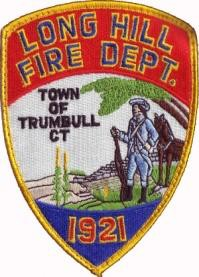 LONG HILL
FIRE DEPT.
TOWN
OF
TRUMBULL
CT
1921